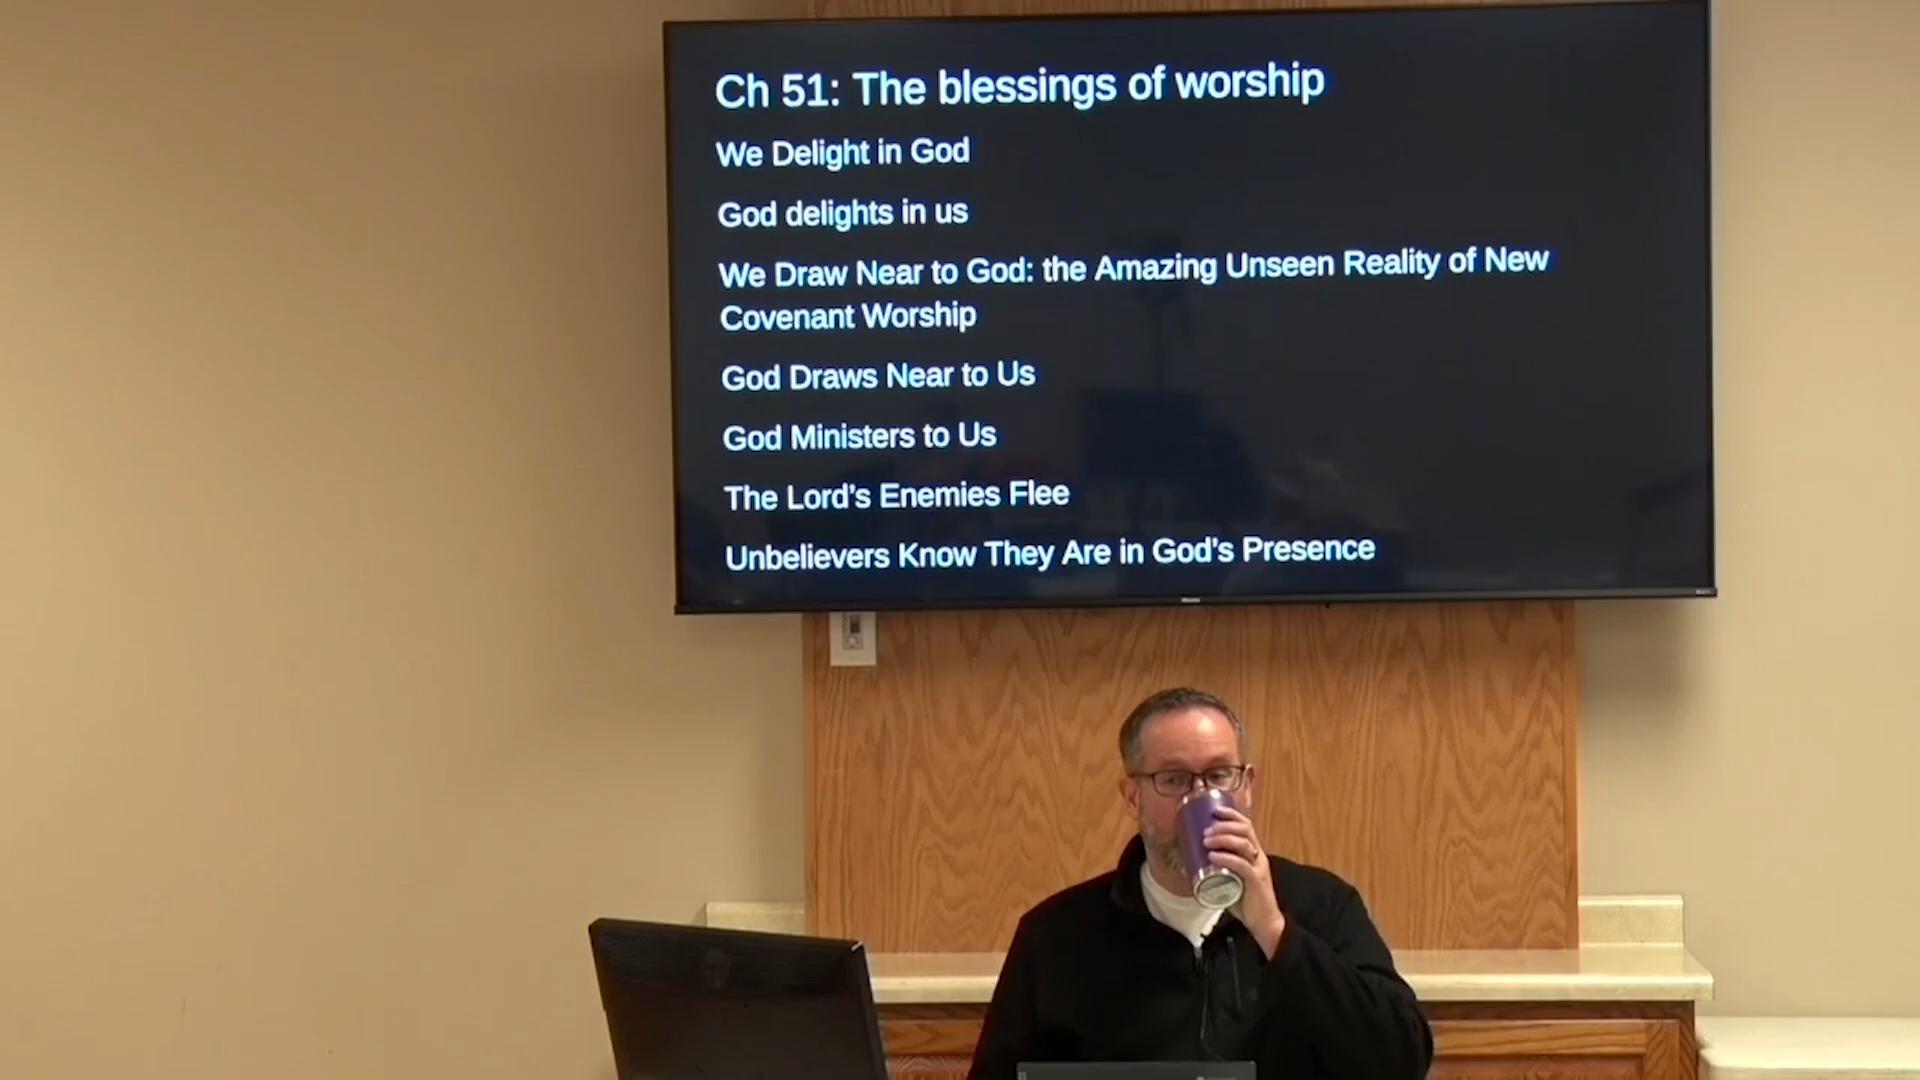 Ch 51: The blessings of worship
We Delight in God
God delights in us
We Draw Near to God: the Amazing Unseen Reality of New
Covenant Worship
God Draws Near to Us
God Ministers to Us
The Lord's Enemies Flee
Unbelievers Know They Are in God's Presence